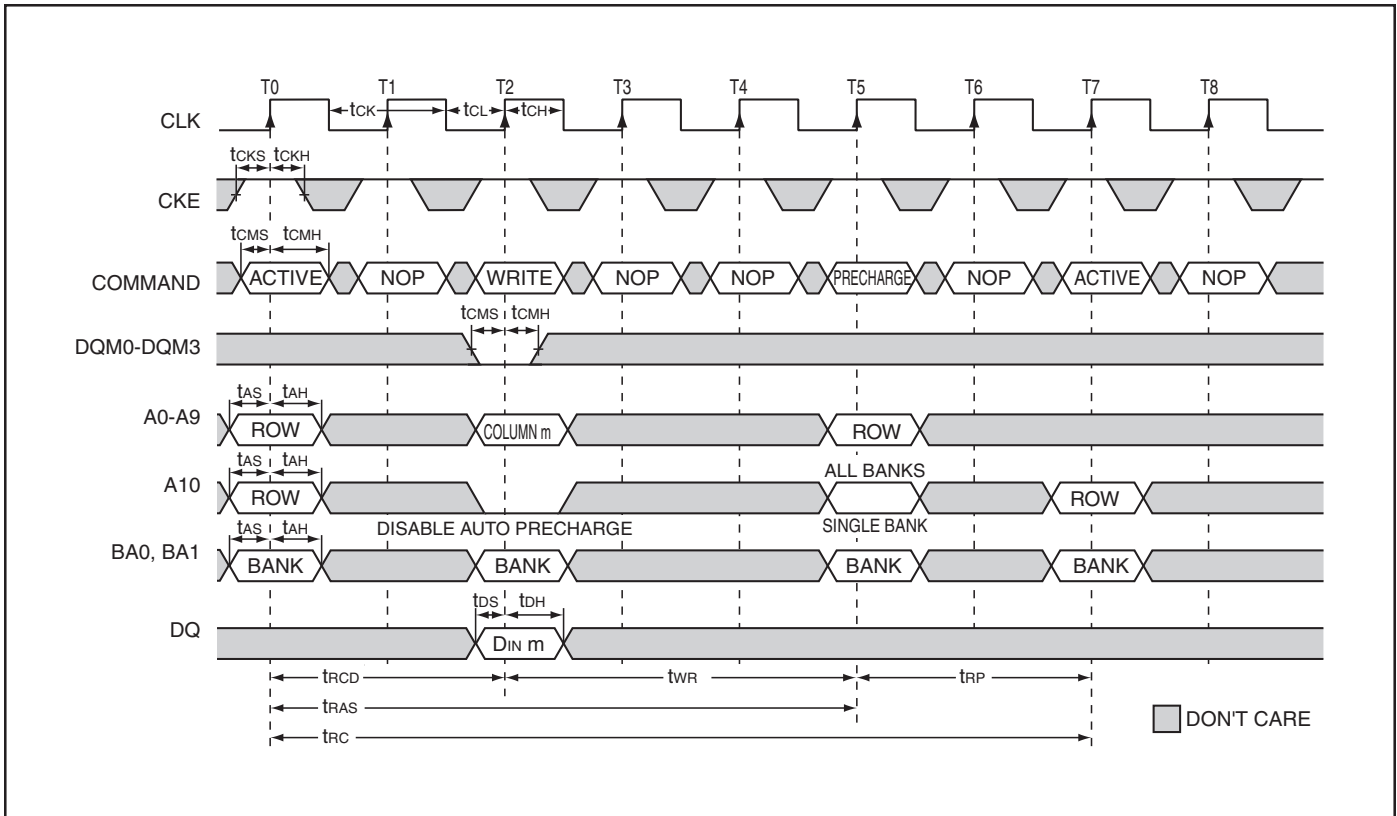 T0 T1 T2 T3 T4 T5 T6 T7 T8
CLK tCK tCL tCH
tCKS tCKH
CKE
tCMS tCMH
COMMAND ACTIVE NOP WRITE NOP NOP PRECHARGE NOP ACTIVE NOP
tCMS tCMH
DQM0-DQM3
tAS tAH
A0-A9 ROW COLUMN m ROW
tAS tAH ALL BANKS
A10 ROW ROW
tAS tAH DISABLE AUTO PRECHARGE SINGLE BANK
BA0, BA1 BANK BANK BANK BANK
tDS tDH
DQ DIN m
tRCD tWR tRP
tRAS
DON'T CARE
tRC